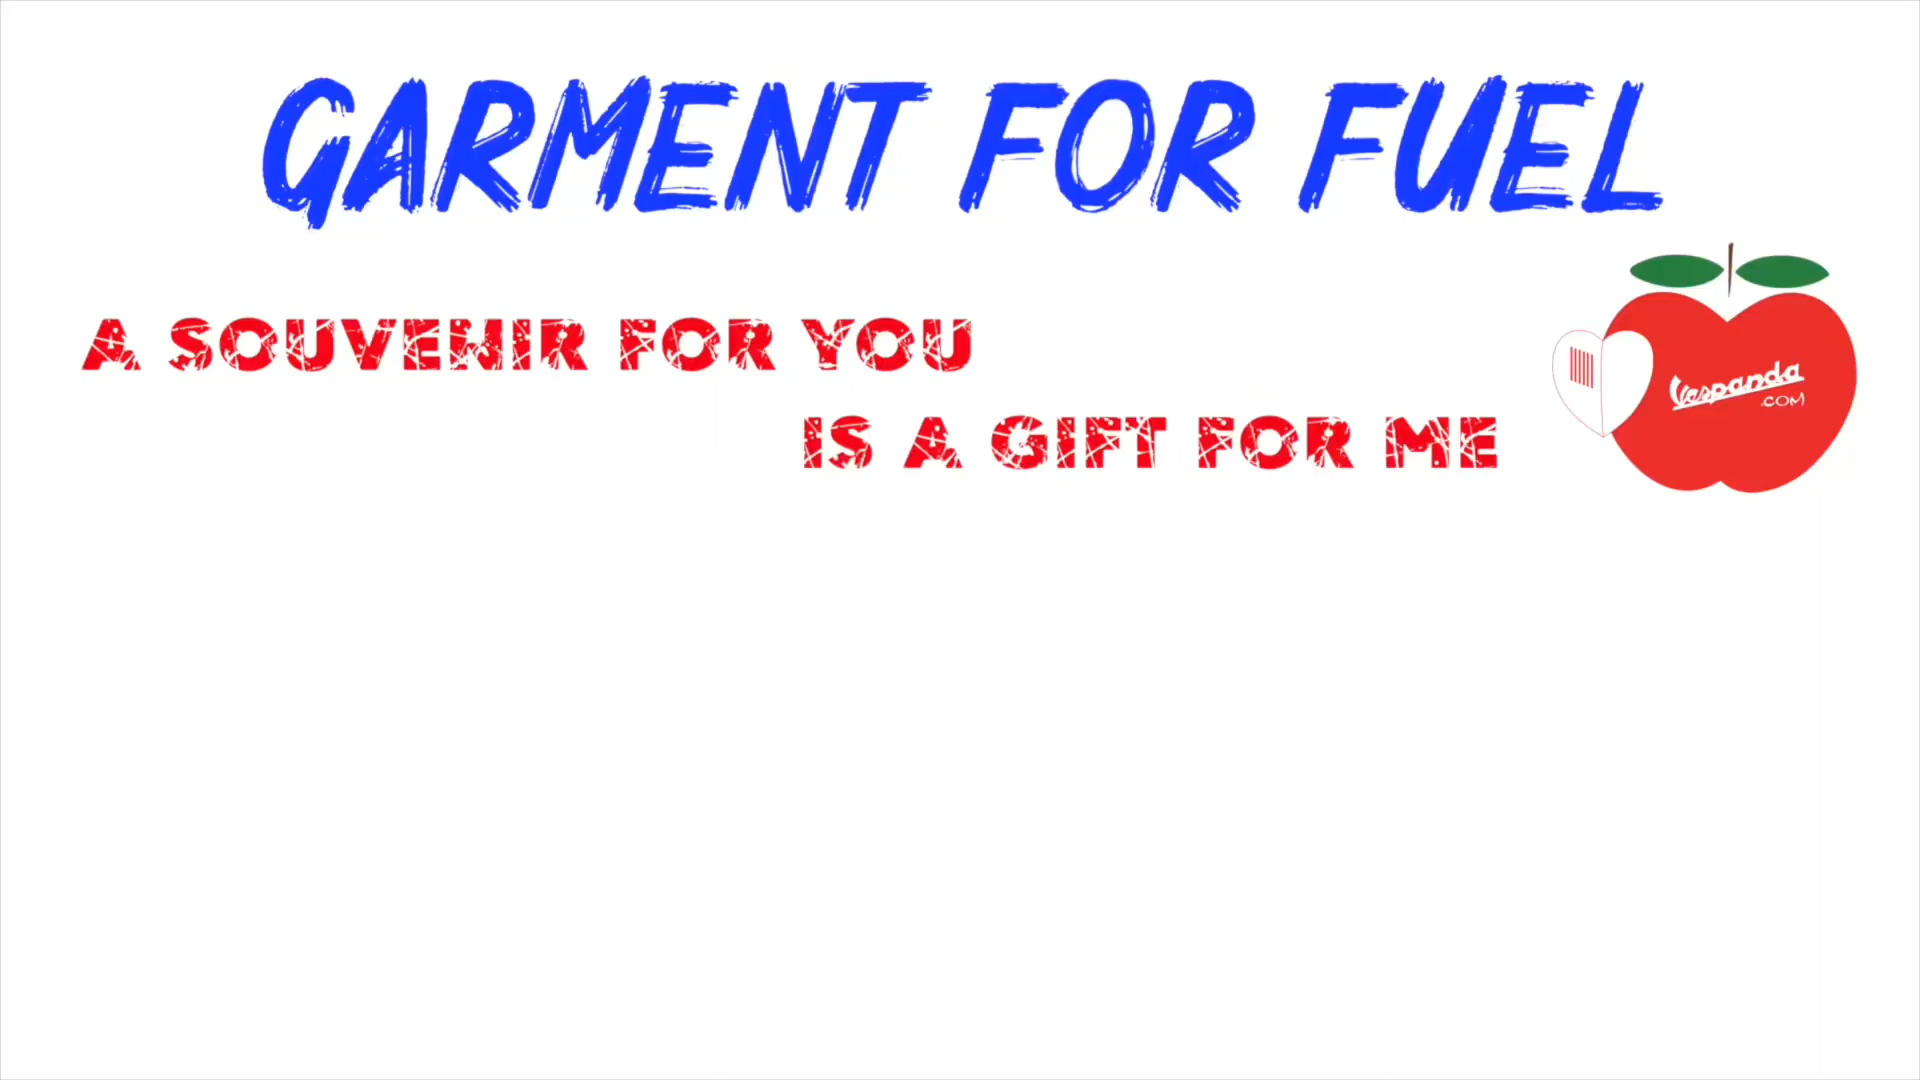 GARMENT FOR FUEL
A SOUVENIR FOR YOU
IS A GIFT FOR ME
Vespanda
.COM